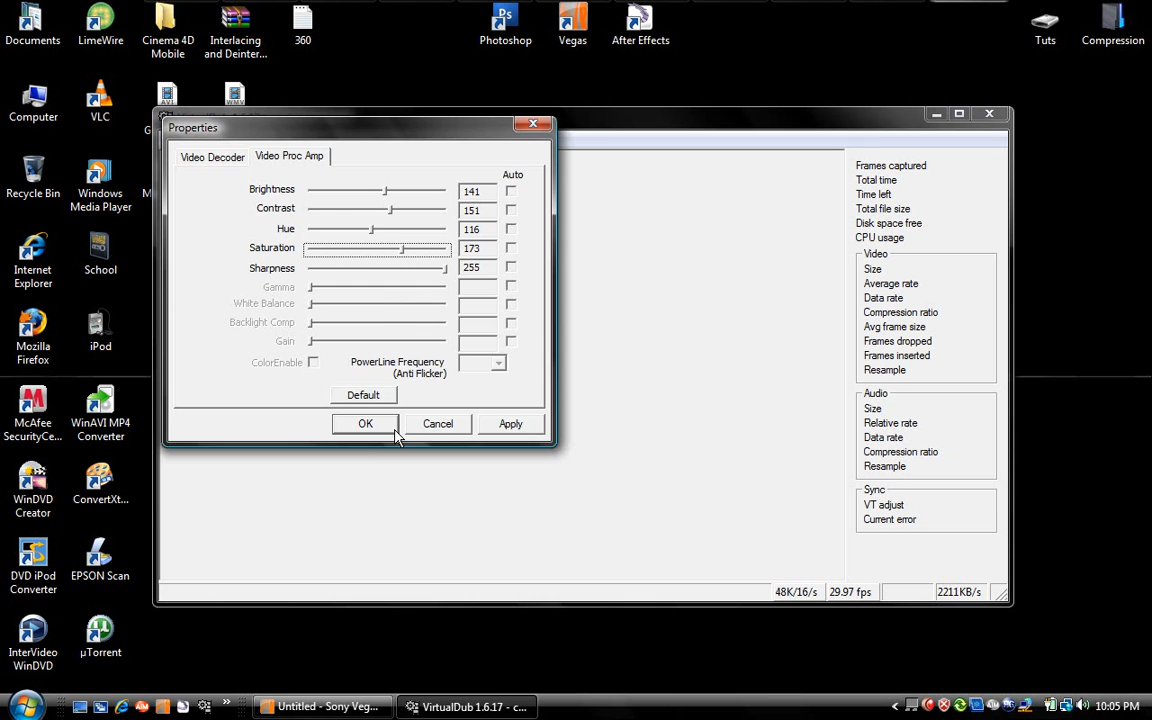 Documents
LimeWire
Cinema 4D
Mobile
Interlacing
and Deinter...
360
Ps
Photoshop
Vegas
After Effects
Tuts
Compression
Computer
VLC
AVI
WMV
Recycle Bin
Windows
Media Player
Internet
Explorer
School
Mozilla
Firefox
iPod
McAfee
SecurityCe...
WinAVI MP4
Converter
WinDVD
Creator
ConvertXt...
DVD iPod
Converter
EPSON Scan
InterVideo
WinDVD
µTorrent
Properties
Video Decoder
Video Proc Amp
Auto
Brightness 141
Contrast 151
Hue 116
Saturation 173
Sharpness 255
Gamma
White Balance
Backlight Comp
Gain
ColorEnable
PowerLine Frequency
(Anti Flicker)
Default
OK
Cancel
Apply
Frames captured
Total time
Time left
Total file size
Disk space free
CPU usage
Video
Size
Average rate
Data rate
Compression ratio
Avg frame size
Frames dropped
Frames inserted
Resample
Audio
Size
Relative rate
Data rate
Compression ratio
Resample
Sync
VT adjust
Current error
48K/16/s
29.97 fps
2211KB/s
Untitled - Sony Veg...
VirtualDub 1.6.17 - c...
10:05 PM